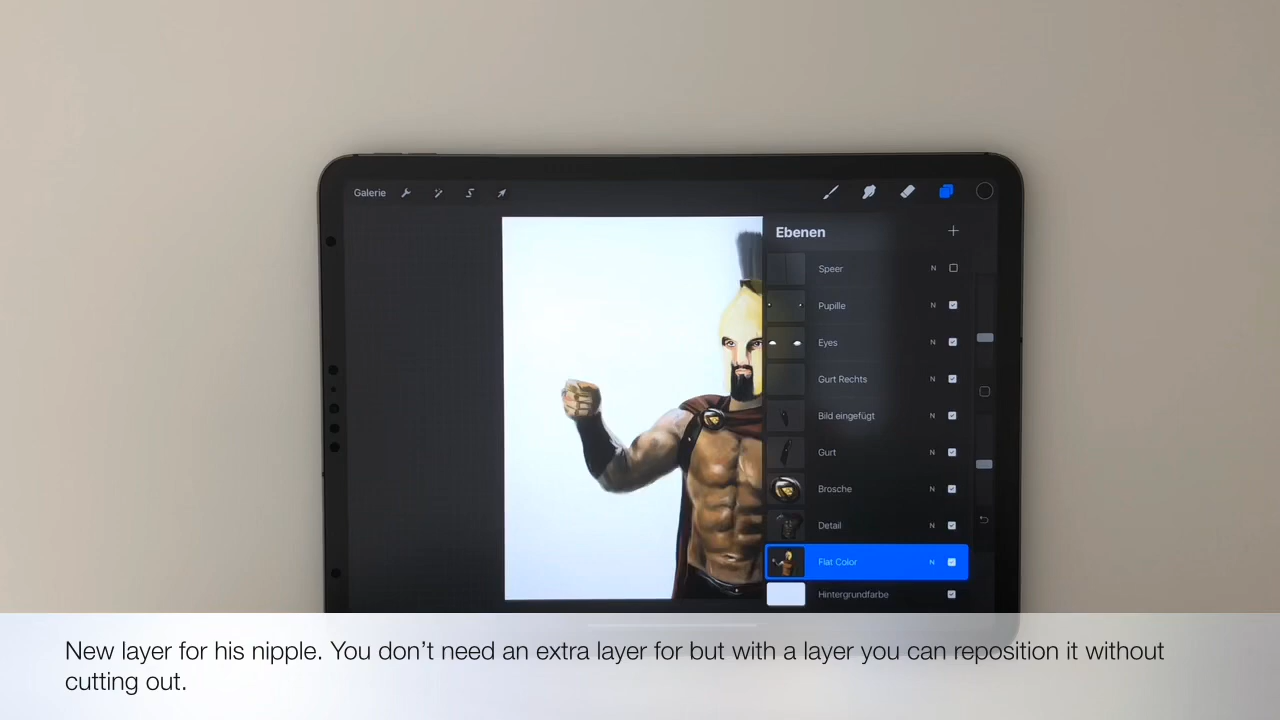 Galerie
Ebenen
Speer N
Pupille N
Eyes N
Gurt Rechts N
Bild eingefügt N
Gurt N
Brosche N
Detail N
Flat Color N
Hintergrundfarbe
New layer for his nipple. You don’t need an extra layer for but with a layer you can reposition it without
cutting out.